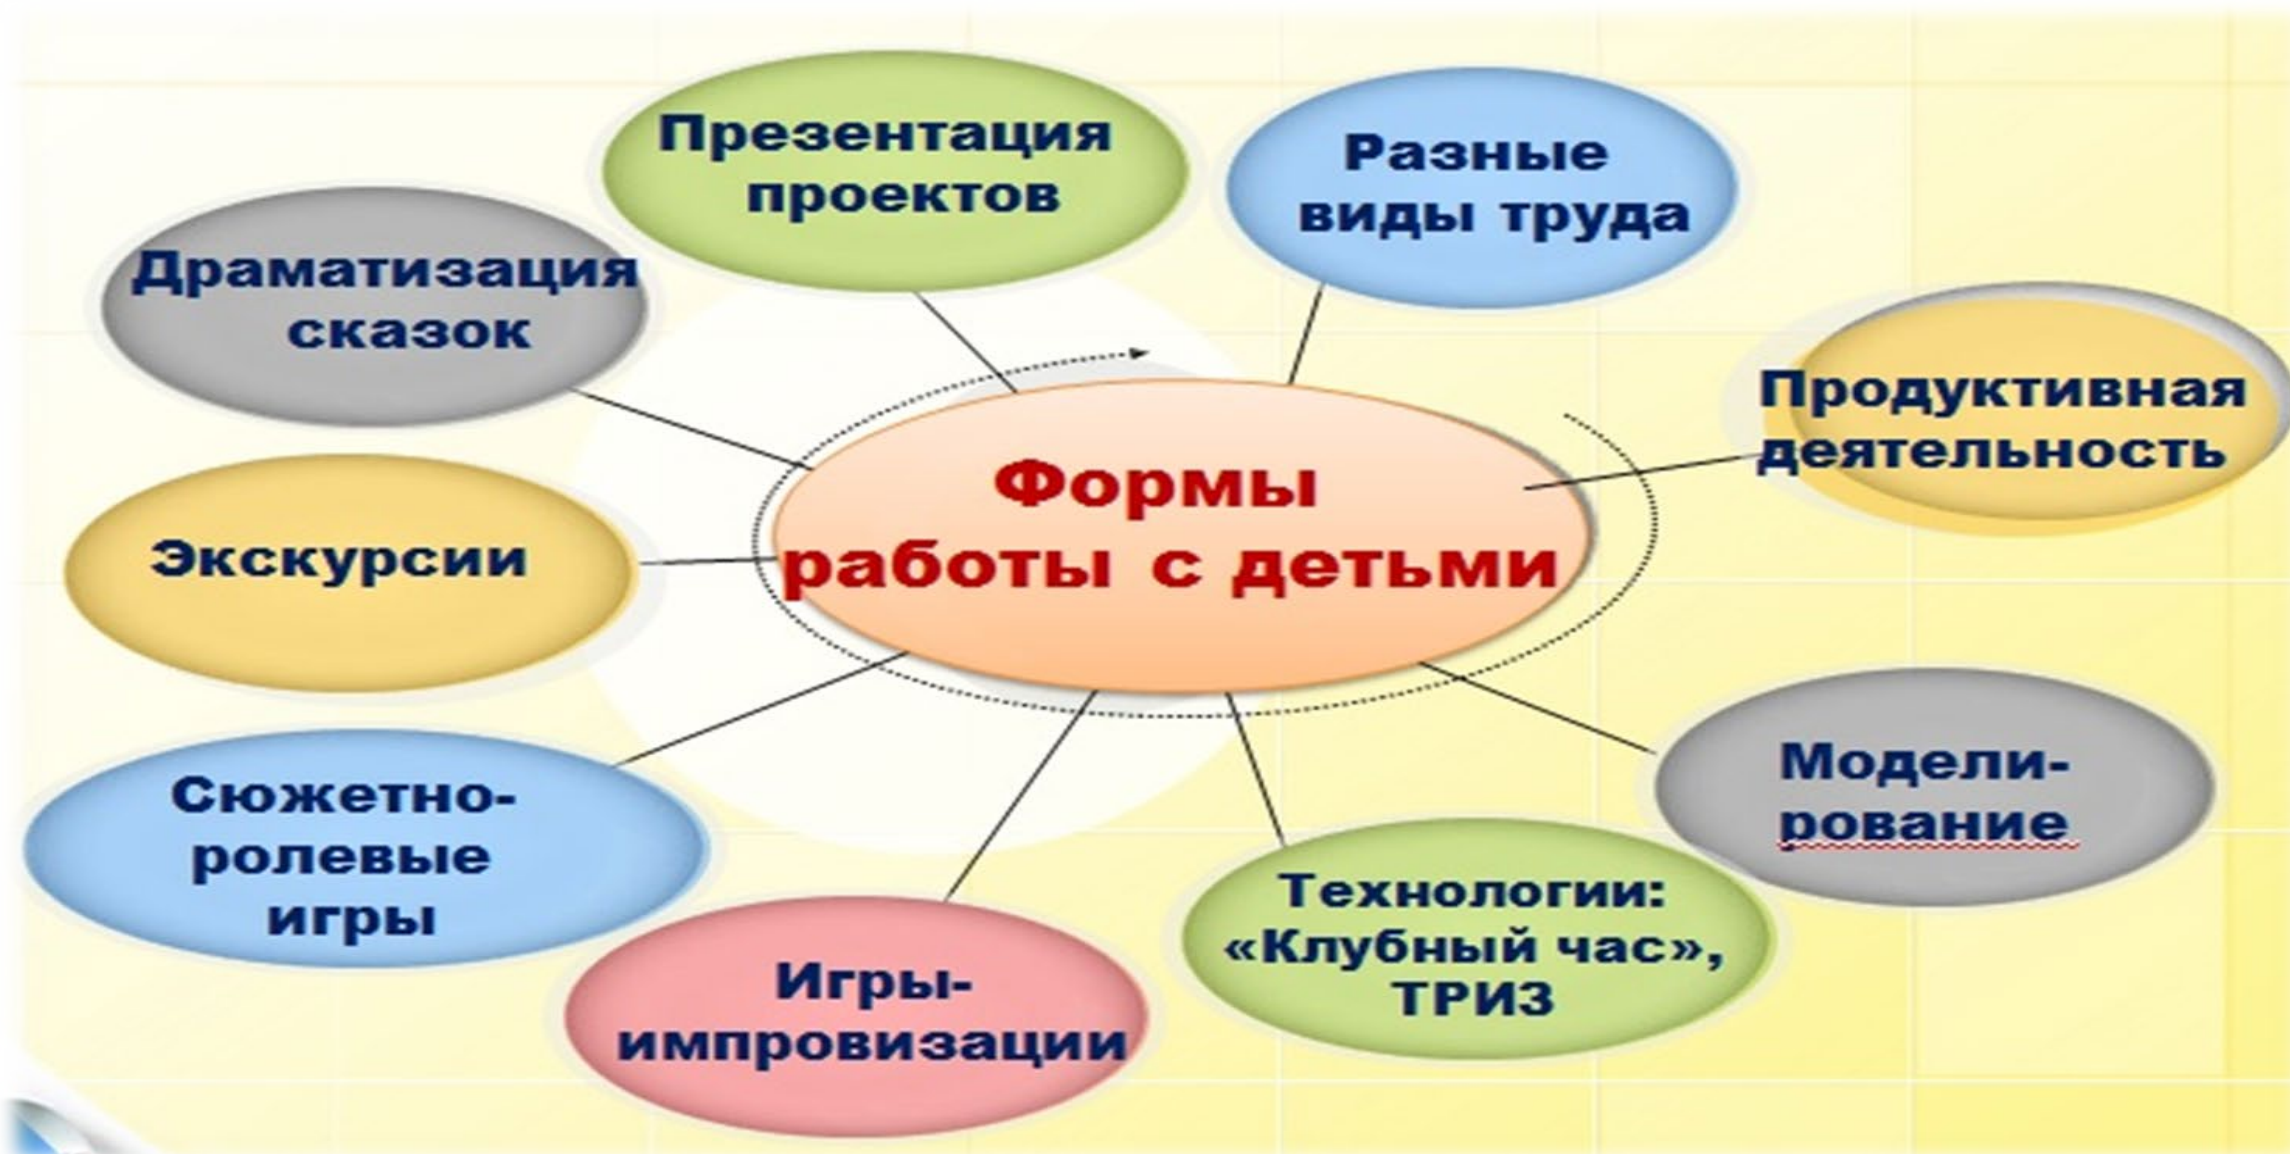 Презентация
проектов
Разные
виды труда
Драматизация
сказок
Продуктивная
деятельность
Формы
работы с детьми
Экскурсии
Сюжетно-
ролевые
игры
Модели-
рование
Игры-
импровизации
Технологии:
«Клубный час»,
ТРИЗ